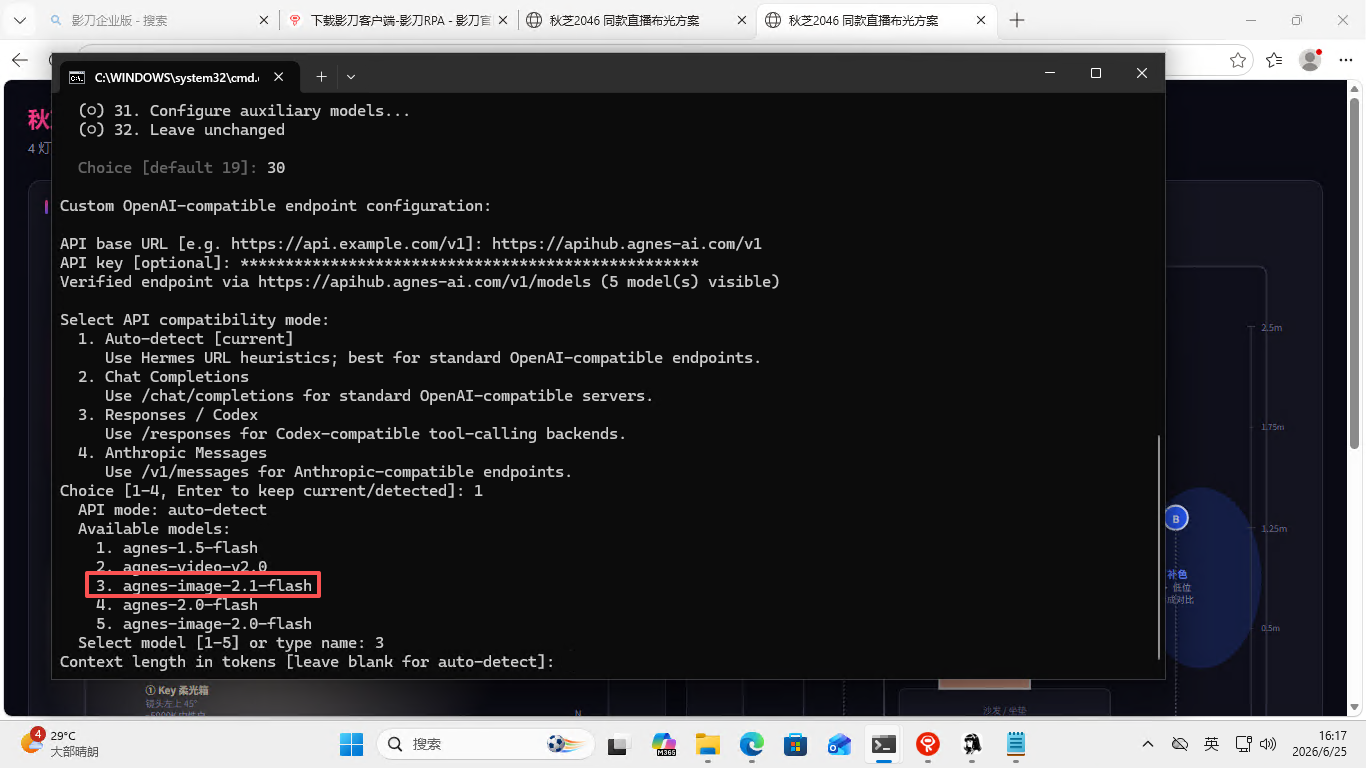 影刀企业版 - 搜索
下载影刀客户端-影刀RPA - 影刀官
秋芝2046 同款直播布光方案
秋芝2046 同款直播布光方案
C:\WINDOWS\system32\cmd.
(○) 31. Configure auxiliary models...
(○) 32. Leave unchanged
Choice [default 19]: 30
Custom OpenAI-compatible endpoint configuration:
API base URL [e.g. https://api.example.com/v1]: https://apihub.agnes-ai.com/v1
API key [optional]: ***************************************************
Verified endpoint via https://apihub.agnes-ai.com/v1/models (5 model(s) visible)
Select API compatibility mode:
1. Auto-detect [current]
Use Hermes URL heuristics; best for standard OpenAI-compatible endpoints.
2. Chat Completions
Use /chat/completions for standard OpenAI-compatible servers.
3. Responses / Codex
Use /responses for Codex-compatible tool-calling backends.
4. Anthropic Messages
Use /v1/messages for Anthropic-compatible endpoints.
Choice [1-4, Enter to keep current/detected]: 1
API mode: auto-detect
Available models:
1. agnes-1.5-flash
2. agnes-video-v2.0
3. agnes-image-2.1-flash
4. agnes-2.0-flash
5. agnes-image-2.0-flash
Select model [1-5] or type name: 3
Context length in tokens [leave blank for auto-detect]:
秋
4 灯
2.5m
1.75m
B
1.25m
补色
低位
成对比
0.5m
① Key 柔光箱
镜头左上 45°
N
沙发 / 坐垫
4
29°C
大部晴朗
搜索
M365
英
16:17
2026/6/25